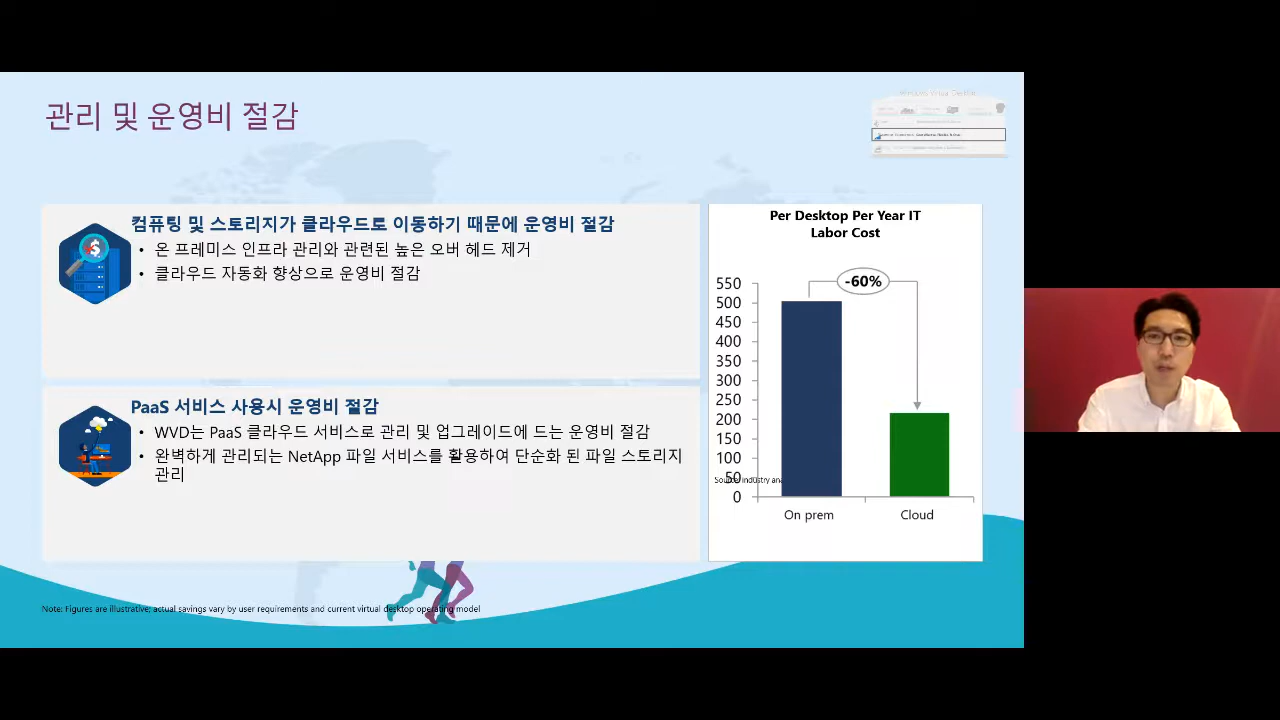 관리 및 운영비 절감
컴퓨팅 및 스토리지가 클라우드로 이동하기 때문에 운영비 절감
• 온 프레미스 인프라 관리와 관련된 높은 오버 헤드 제거
• 클라우드 자동화 향상으로 운영비 절감
PaaS 서비스 사용시 운영비 절감
• WVD는 PaaS 클라우드 서비스로 관리 및 업그레이드에 드는 운영비 절감
• 완벽하게 관리되는 NetApp 파일 서비스를 활용하여 단순화 된 파일 스토리지
관리
Per Desktop Per Year IT
Labor Cost
-60%
550
500
450
400
350
300
250
200
150
100
50
0
Source: industry
On prem
Cloud
Note: Figures are illustrative; actual savings vary by user requirements and current virtual desktop operating model